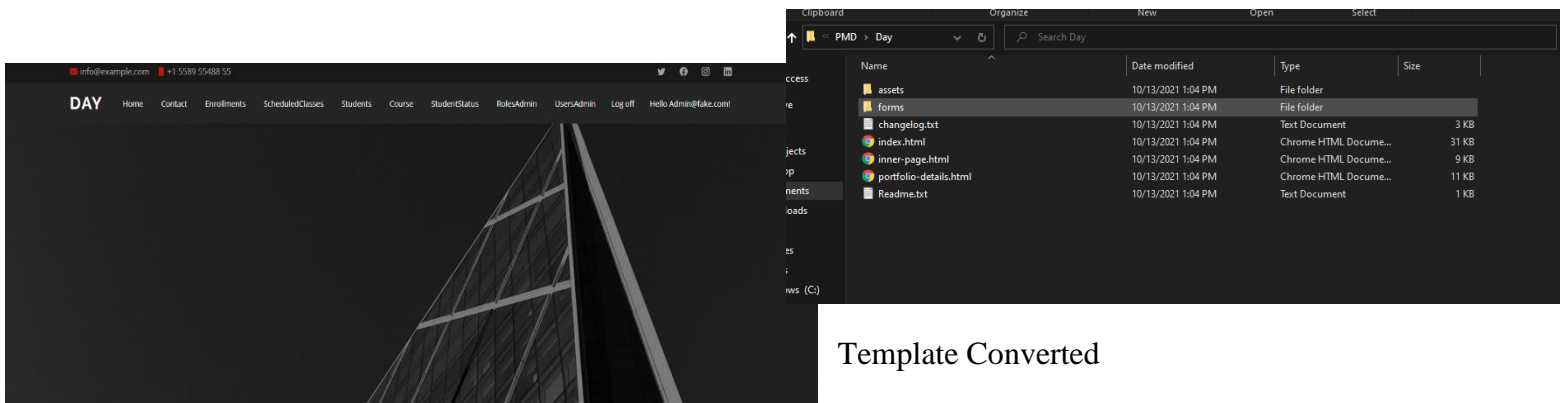 info@example.com +1 5589 55488 55
DAY Home Contact Enrollments ScheduledClasses Students Course StudentStatus RolesAdmin UsersAdmin Log off Hello Admin@fake.com!
Clipboard Organize New Open Select
PMD > Day Search Day
Name Date modified Type Size
ccess
assets 10/13/2021 1:04 PM File folder
forms 10/13/2021 1:04 PM File folder
changelog.txt 10/13/2021 1:04 PM Text Document 3 KB
index.html 10/13/2021 1:04 PM Chrome HTML Docume... 31 KB
jects
inner-page.html 10/13/2021 1:04 PM Chrome HTML Docume... 9 KB
portfolio-details.html 10/13/2021 1:04 PM Chrome HTML Docume... 11 KB
ments
Readme.txt 10/13/2021 1:04 PM Text Document 1 KB
loads
es
ows (C:)
Template Converted